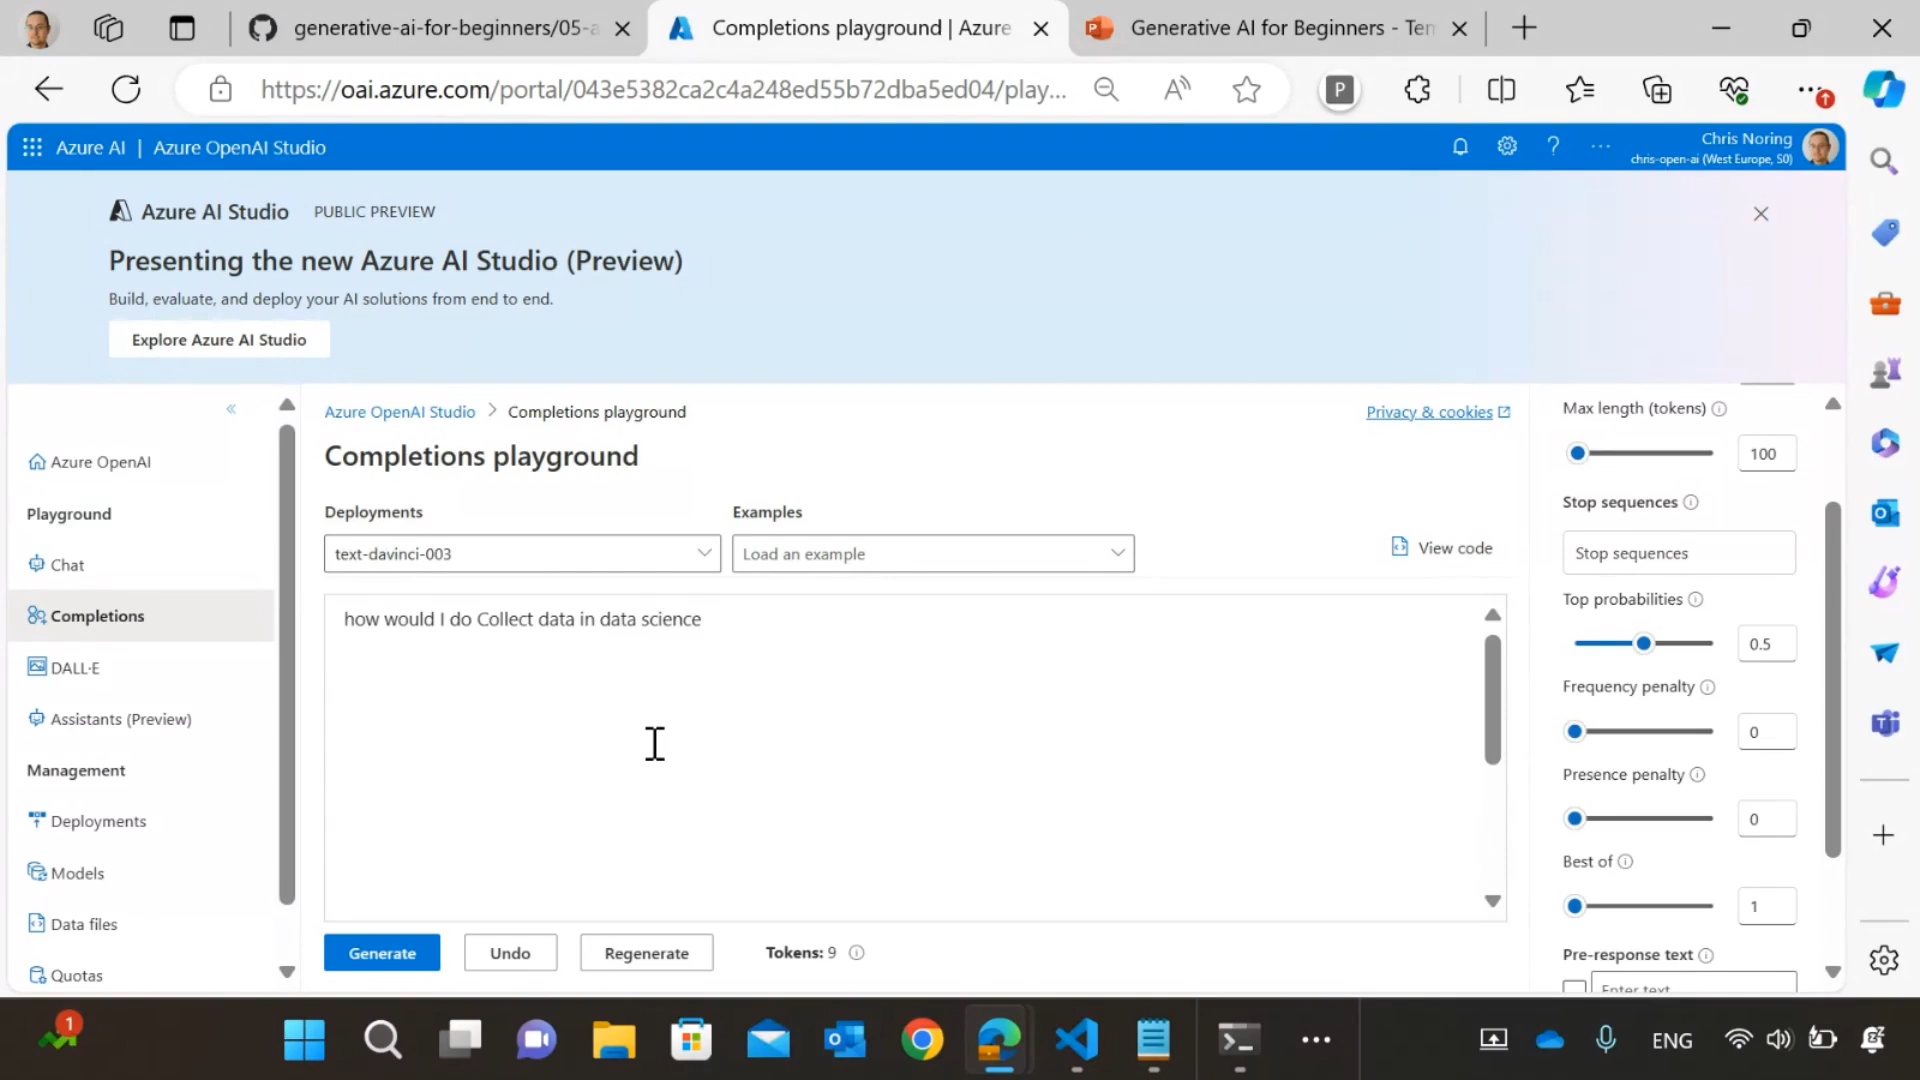 generative-ai-for-beginners/05-a
Completions playground | Azure
Generative AI for Beginners - Ten
https://oai.azure.com/portal/043e5382ca2c4a248ed55b72dba5ed04/play...
P
Azure AI | Azure OpenAI Studio
Chris Noring
chris-open-ai (West Europe, S0)
Azure AI Studio PUBLIC PREVIEW
Presenting the new Azure AI Studio (Preview)
Build, evaluate, and deploy your AI solutions from end to end.
Explore Azure AI Studio
Azure OpenAI
Playground
Chat
Completions
DALL·E
Assistants (Preview)
Management
Deployments
Models
Data files
Quotas
Azure OpenAI Studio > Completions playground
Privacy & cookies
Completions playground
Deployments
Examples
text-davinci-003
Load an example
View code
how would I do Collect data in data science
Generate
Undo
Regenerate
Tokens: 9
Max length (tokens)
100
Stop sequences
Stop sequences
Top probabilities
0.5
Frequency penalty
0
Presence penalty
0
Best of
1
Pre-response text
Enter text
1
ENG